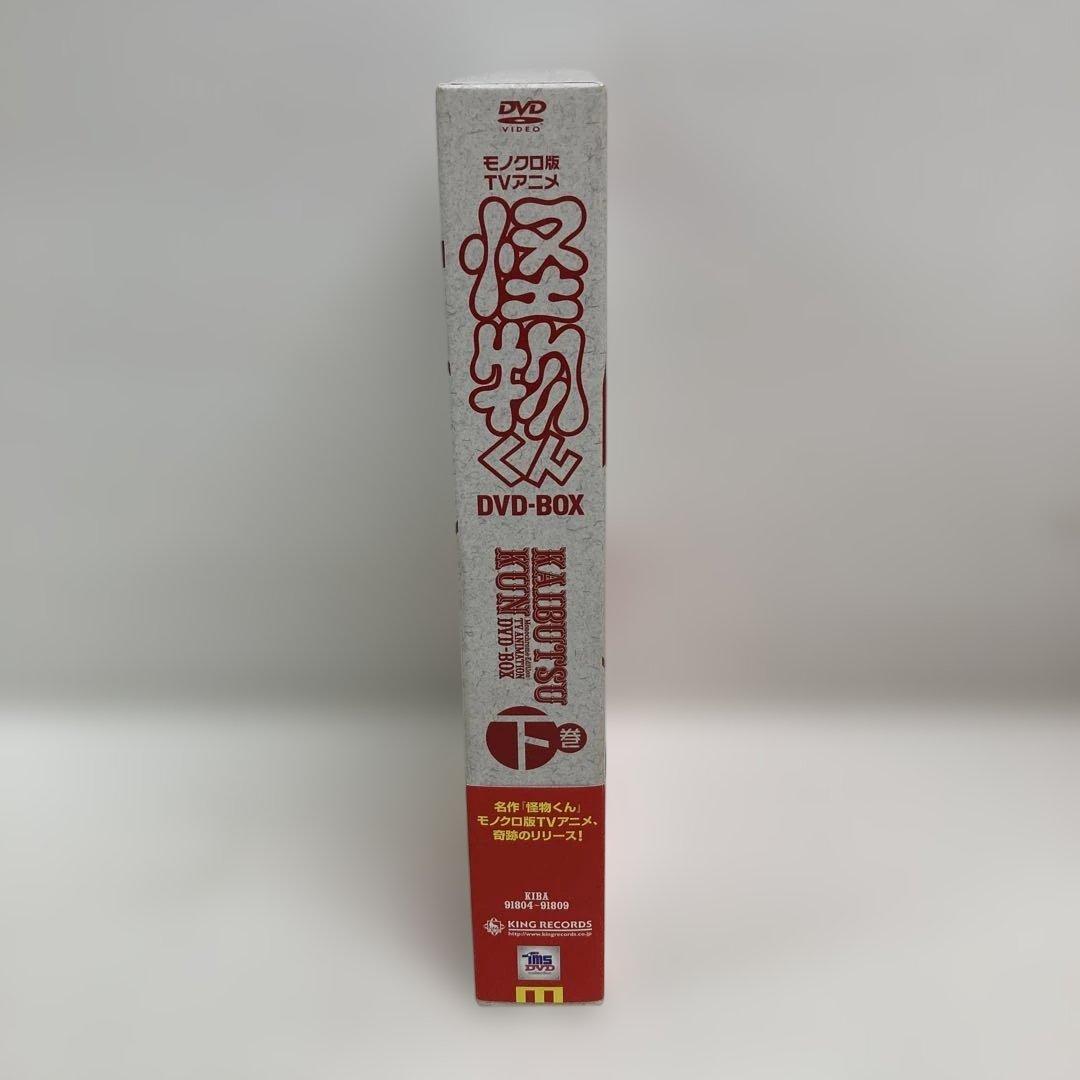 DVD
VIDEO
モノクロ版
TVアニメ
怪物くん
DVD-BOX
KAIBUTSU
KUN
Monochrome Edition
TV ANIMATION
DVD-BOX
下巻
名作「怪物くん」
モノクロ版TVアニメ、
奇跡のリリース!
KIBA
91804~91809
KING RECORDS
http://www.kingrecords.co.jp
tms
DVD